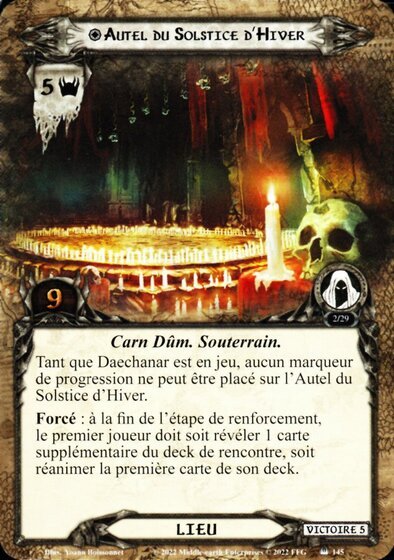 Autel du Solstice d'Hiver
5
9
2/29
Carn Dûm. Souterrain.
Tant que Daechanar est en jeu, aucun marqueur
de progression ne peut être placé sur l'Autel du
Solstice d'Hiver.
Forcé : à la fin de l'étape de renforcement,
le premier joueur doit soit révéler 1 carte
supplémentaire du deck de rencontre, soit
réanimer la première carte de son deck.
LIEU
VICTOIRE 5
Illus. Yoann Boissonnet
2022 Middle-earth Enterprises © 2022 FFG
145